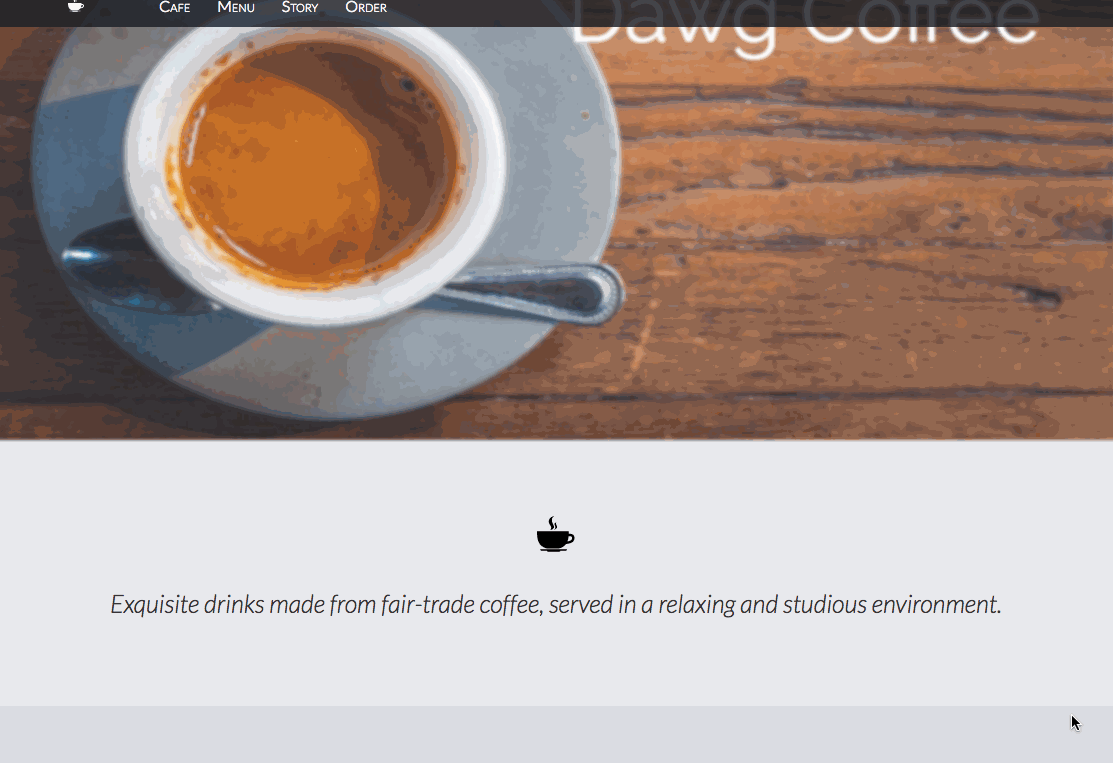 Cafe Menu Story Order
Dawg Coffee
Exquisite drinks made from fair-trade coffee, served in a relaxing and studious environment.